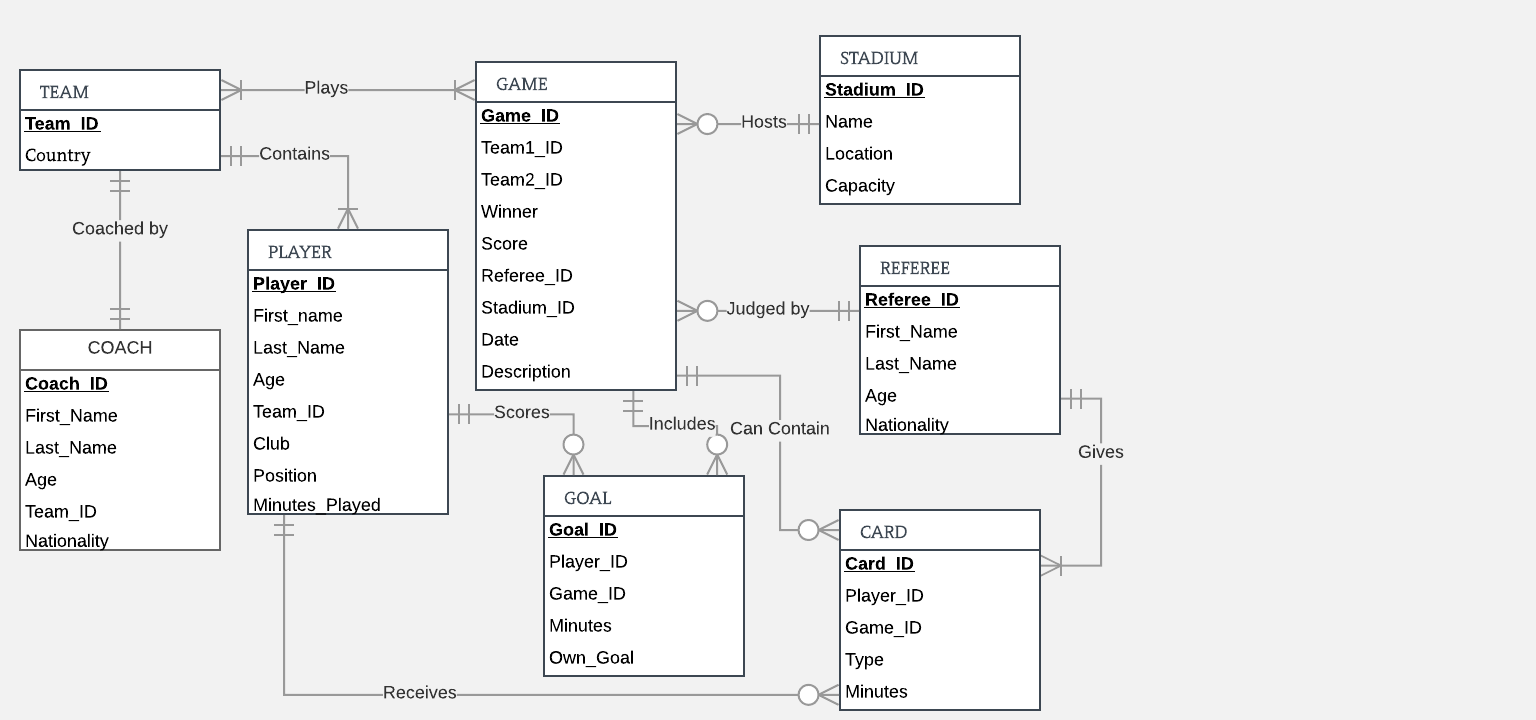 TEAM
Team_ID
Country
Plays
Contains
Coached by
COACH
Coach_ID
First_Name
Last_Name
Age
Team_ID
Nationality
PLAYER
Player_ID
First_name
Last_Name
Age
Team_ID
Club
Position
Minutes_Played
GAME
Game_ID
Team1_ID
Team2_ID
Winner
Score
Referee_ID
Stadium_ID
Date
Description
Hosts
STADIUM
Stadium_ID
Name
Location
Capacity
Judged by
REFEREE
Referee_ID
First_Name
Last_Name
Age
Nationality
Scores
Includes
Can Contain
Gives
GOAL
Goal_ID
Player_ID
Game_ID
Minutes
Own_Goal
CARD
Card_ID
Player_ID
Game_ID
Type
Minutes
Receives